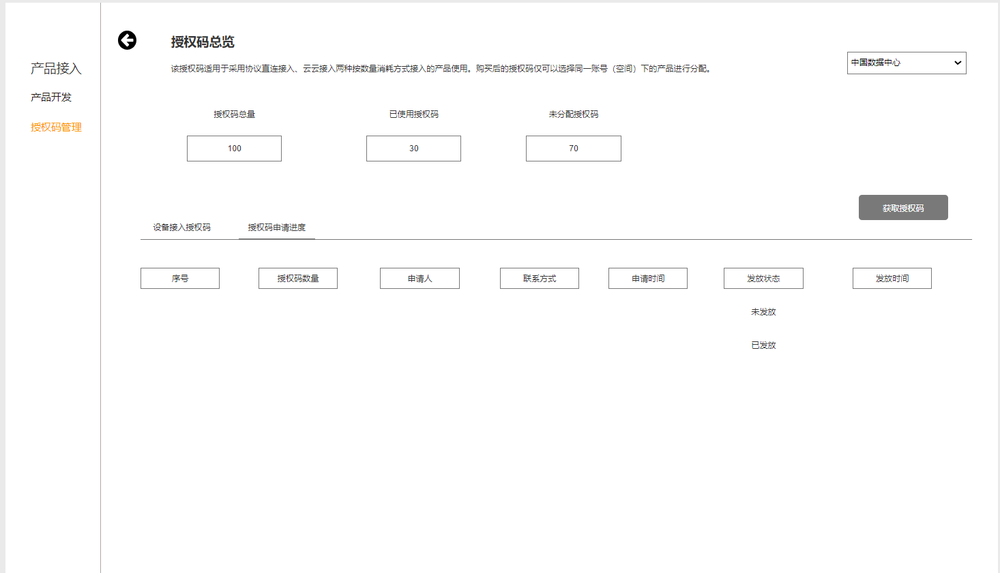 产品接入
产品开发
授权码管理
授权码总览
该授权码适用于采用协议直连接入、云云接入两种按数量消耗方式接入的产品使用。购买后的授权码仅可以选择同一账号（空间）下的产品进行分配。
中国数据中心
授权码总量 已使用授权码 未分配授权码
100 30 70
获取授权码
设备接入授权码 授权码申请进度
序号 授权码数量 申请人 联系方式 申请时间 发放状态 发放时间
未发放
已发放